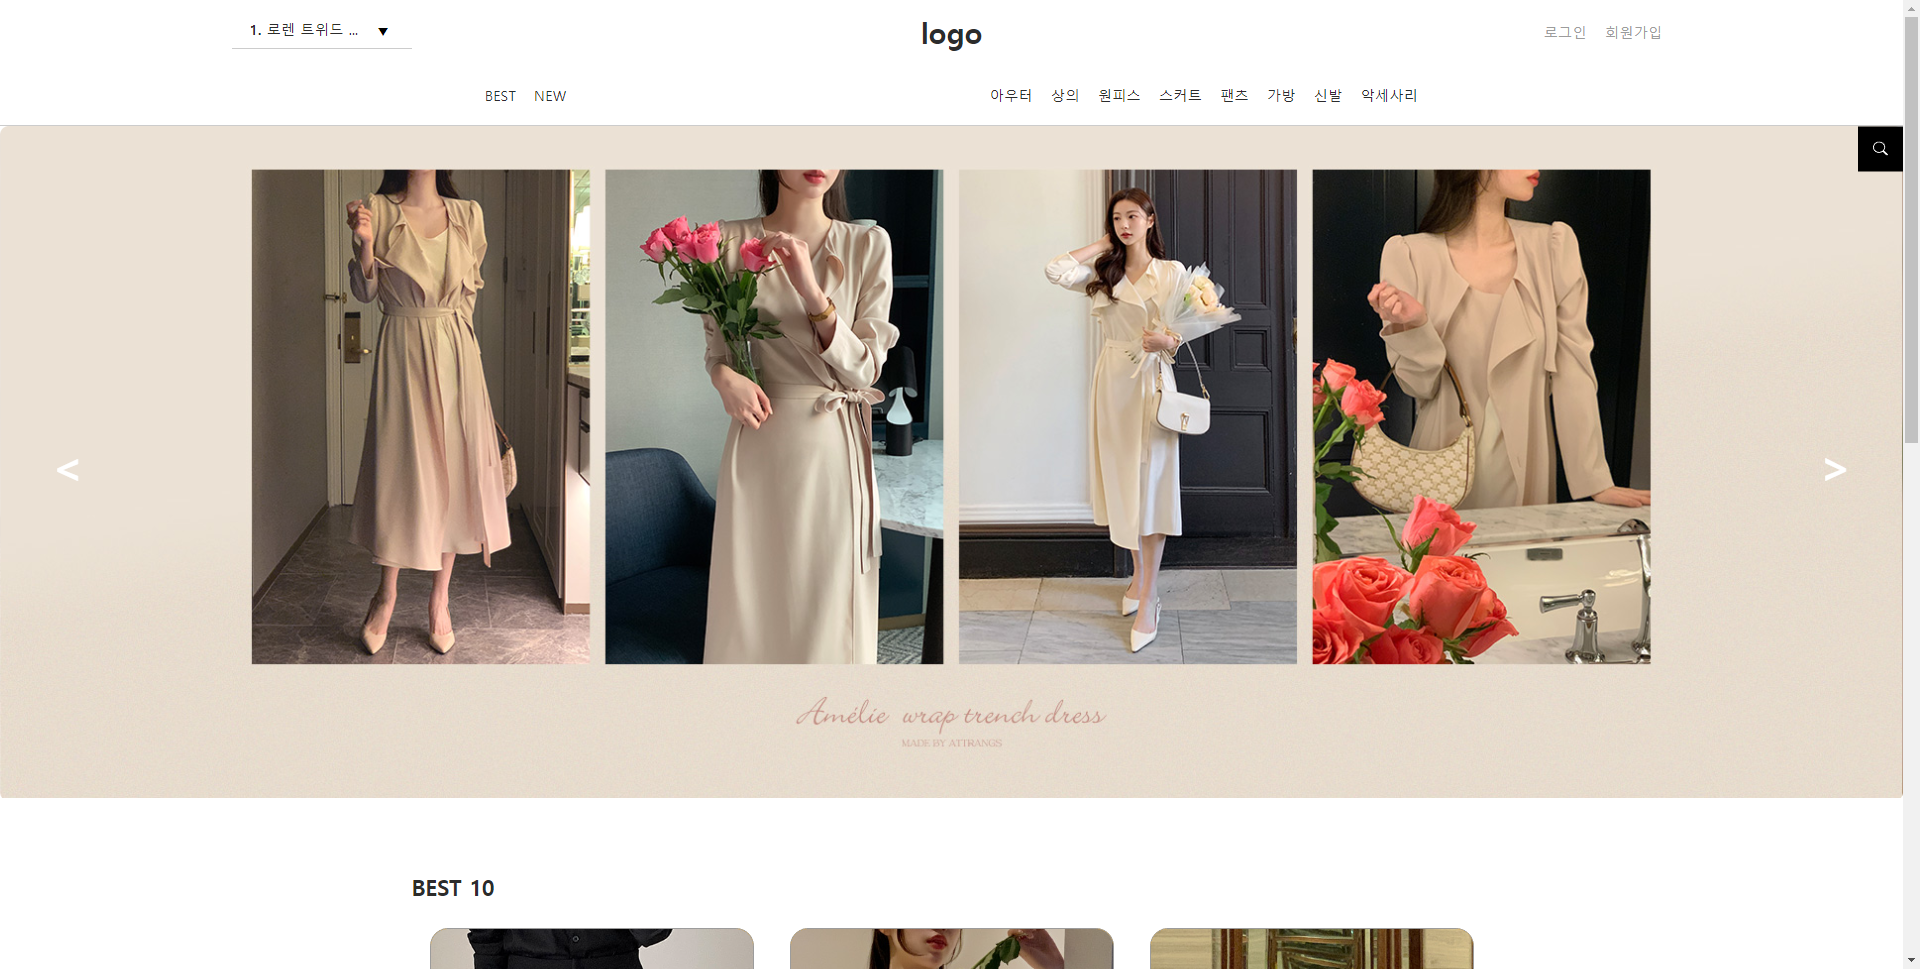 1. 로렌 트위드 ... ▼
logo
로그인 회원가입
BEST NEW
아우터 상의 원피스 스커트 팬츠 가방 신발 악세사리
< >
Amélie wrap trench dress
MADE BY ATTRANGS
BEST 10